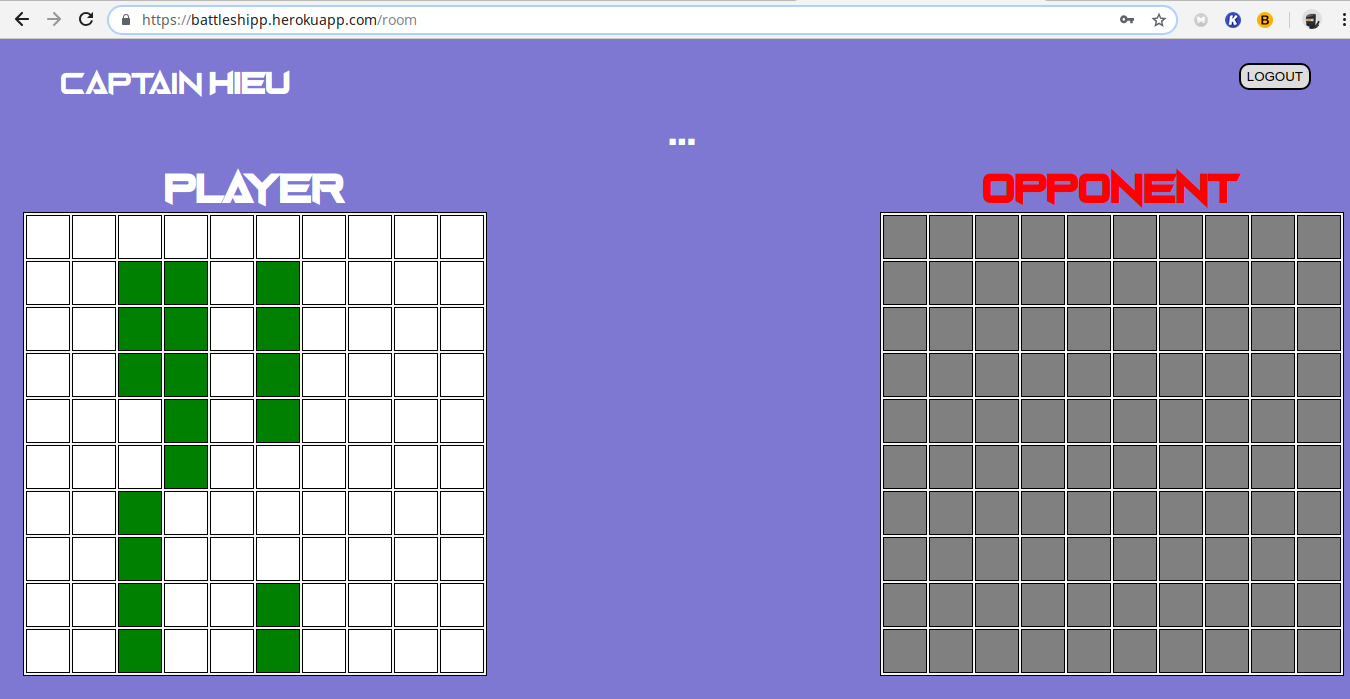 https://battleshipp.herokuapp.com/room
K
B
CAPTAIN HIEU
LOGOUT
...
PLAYER
OPPONENT